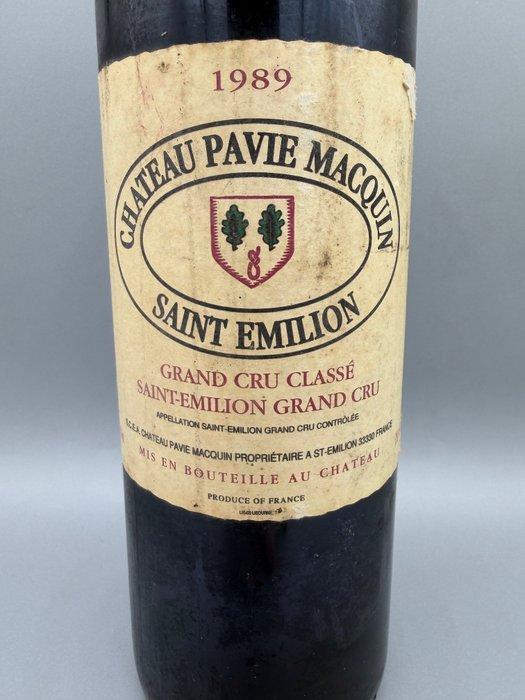 1989
CHATEAU PAVIE MACQUIN
SAINT EMILION
GRAND CRU CLASSÉ
SAINT-EMILION GRAND CRU
APPELLATION SAINT-EMILION GRAND CRU CONTRÔLÉE
S.C.E.A. CHATEAU PAVIE MACQUIN PROPRIÉTAIRE A ST-EMILION 33330 FRANCE
MIS EN BOUTEILLE AU CHATEAU
PRODUCE OF FRANCE